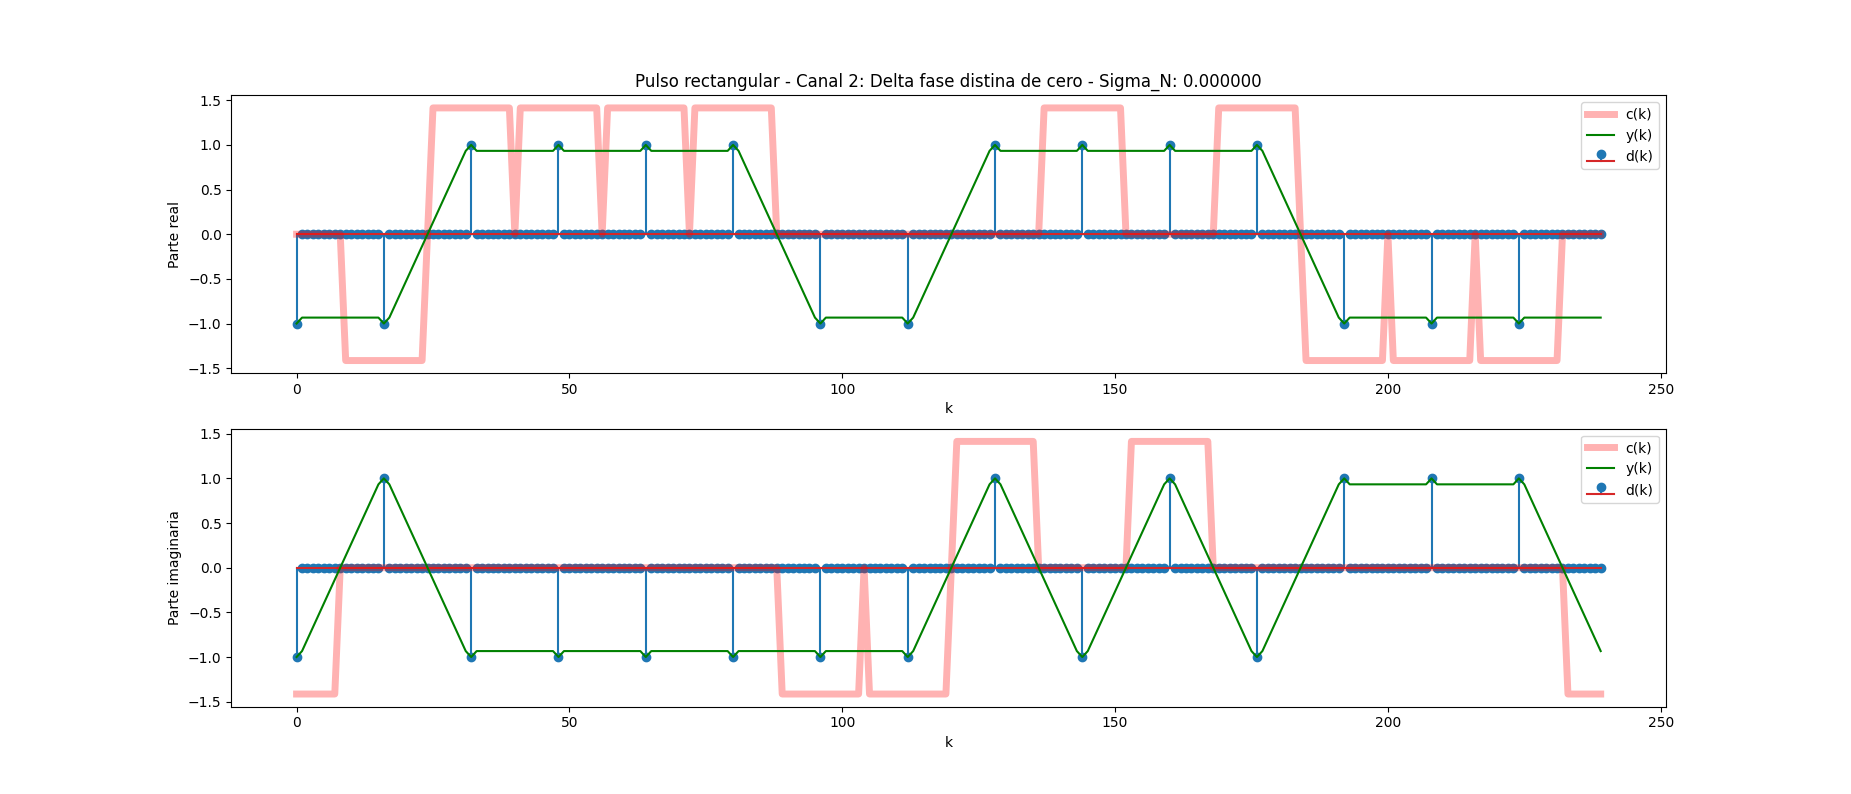 Pulso rectangular - Canal 2: Delta fase distina de cero - Sigma_N: 0.000000
1.5
1.0
0.5
0.0
−0.5
−1.0
−1.5
Parte real
c(k)
y(k)
d(k)
0 50 100 150 200 250
k
1.5
1.0
0.5
0.0
−0.5
−1.0
−1.5
Parte imaginaria
c(k)
y(k)
d(k)
0 50 100 150 200 250
k